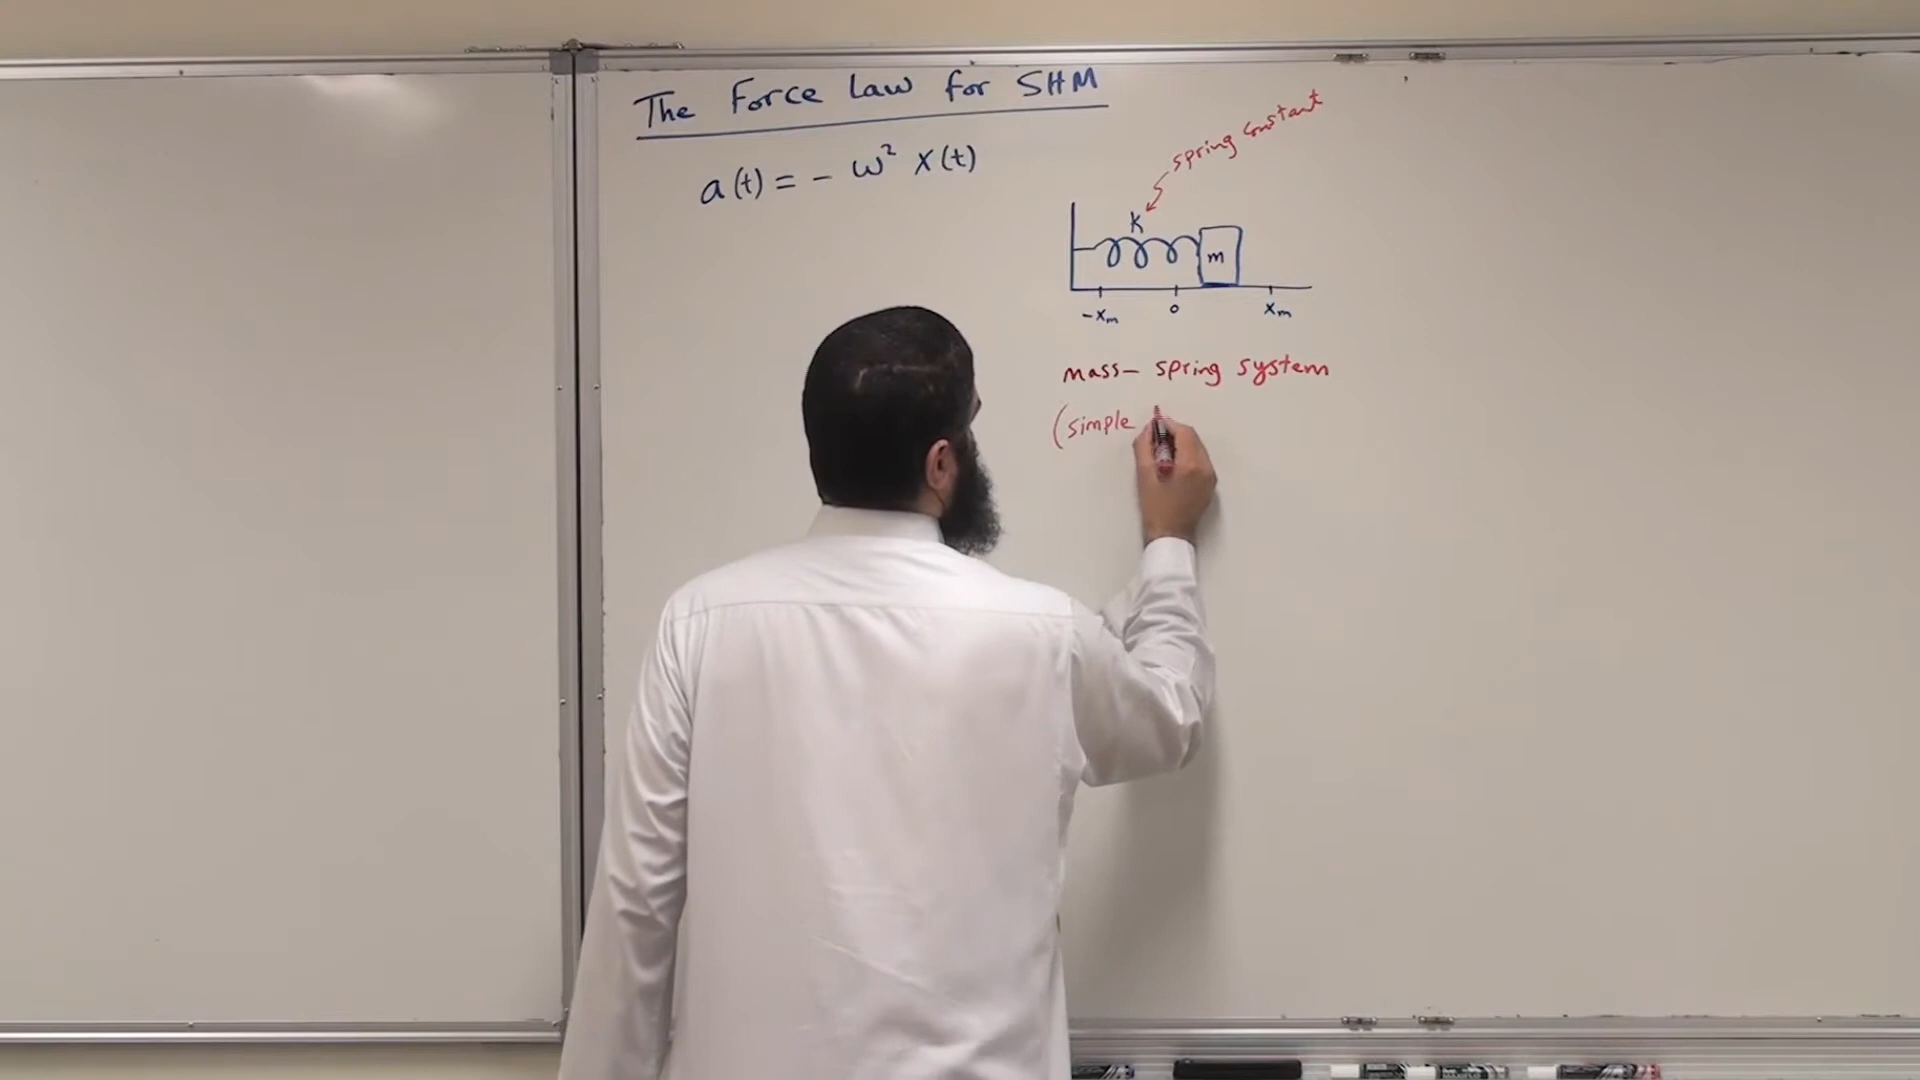 The Force Law for SHM
a(t) = - ω² x(t)
spring constant
k
m
-xₘ 0 xₘ
mass- spring system
(simple